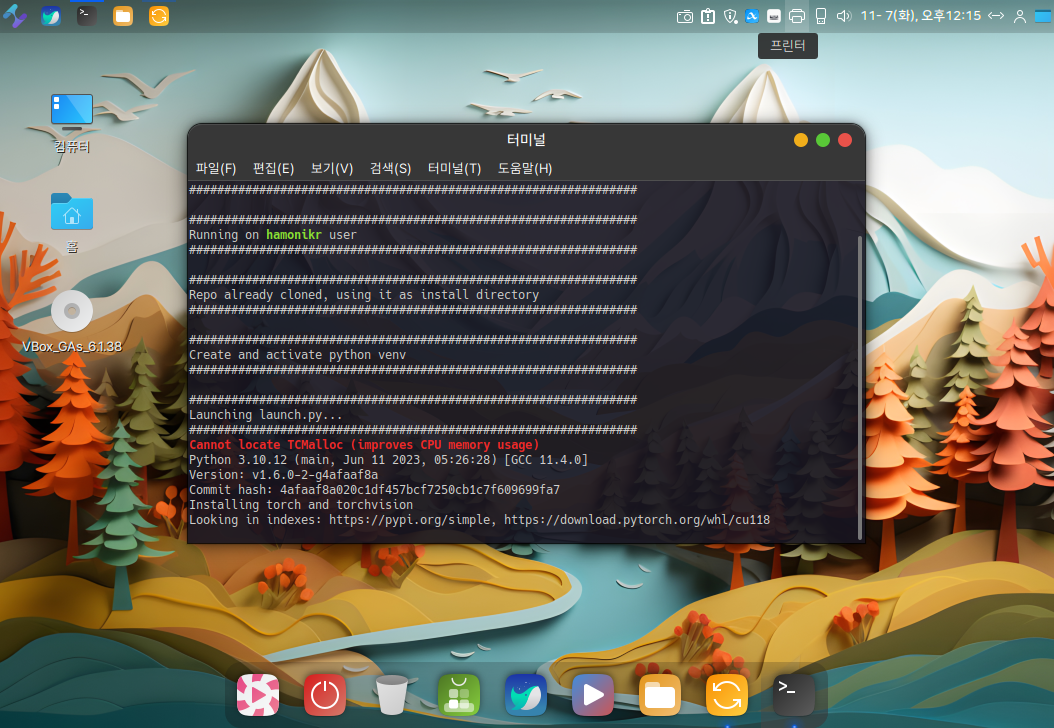 11- 7(화), 오후12:15
프린터
컴퓨터
홈
VBox_GAs_6.1.38
터미널
파일(F) 편집(E) 보기(V) 검색(S) 터미널(T) 도움말(H)
################################################################
################################################################
Running on hamonikr user
################################################################
################################################################
Repo already cloned, using it as install directory
################################################################
################################################################
Create and activate python venv
################################################################
################################################################
Launching launch.py...
################################################################
Cannot locate TCMalloc (improves CPU memory usage)
Python 3.10.12 (main, Jun 11 2023, 05:26:28) [GCC 11.4.0]
Version: v1.6.0-2-g4afaaf8a
Commit hash: 4afaaf8a020c1df457bcf7250cb1c7f609699fa7
Installing torch and torchvision
Looking in indexes: https://pypi.org/simple, https://download.pytorch.org/whl/cu118